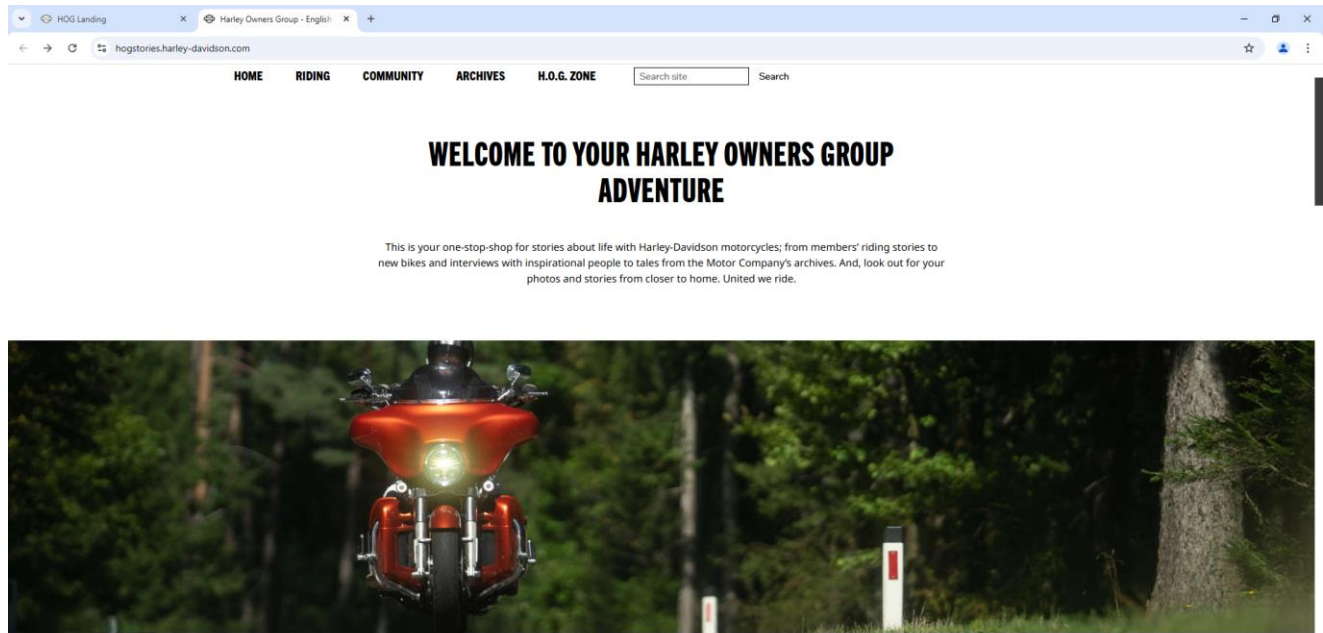 HOG Landing
Harley Owners Group - English
hogstories.harley-davidson.com
HOME RIDING COMMUNITY ARCHIVES H.O.G. ZONE Search site Search
WELCOME TO YOUR HARLEY OWNERS GROUP
ADVENTURE
This is your one-stop-shop for stories about life with Harley-Davidson motorcycles; from members' riding stories to
new bikes and interviews with inspirational people to tales from the Motor Company's archives. And, look out for your
photos and stories from closer to home. United we ride.